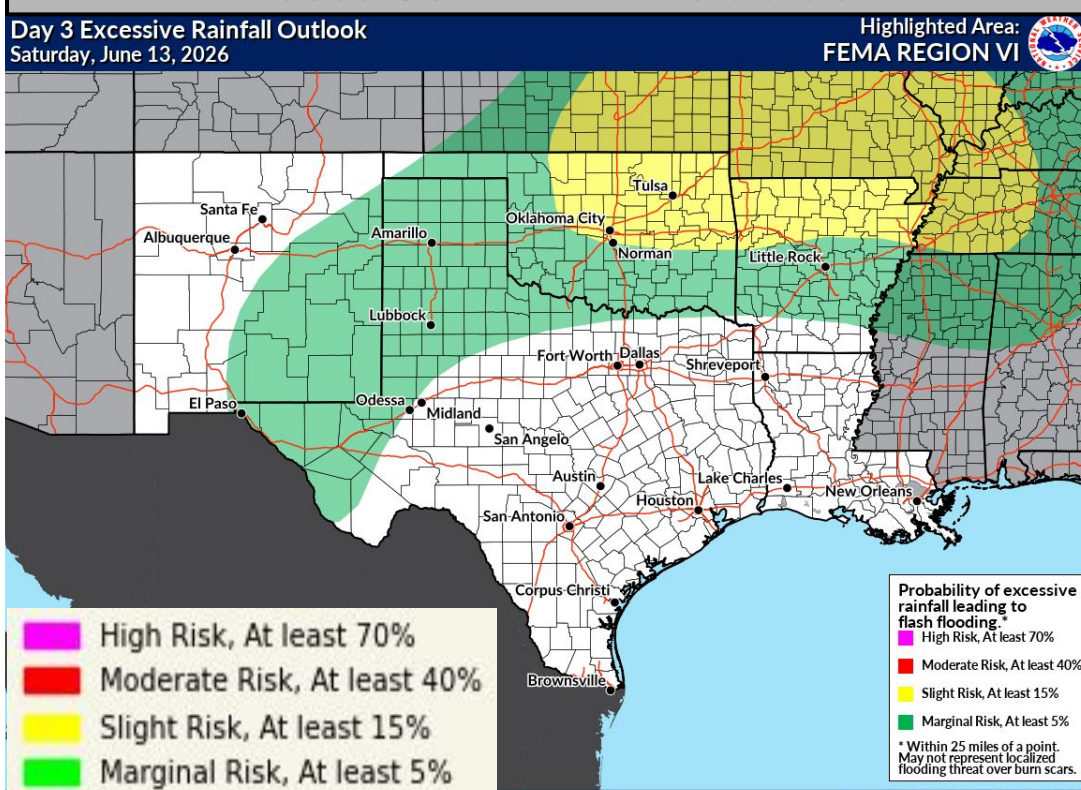 Day 3 Excessive Rainfall Outlook
Saturday, June 13, 2026
Highlighted Area:
FEMA REGION VI
NATIONAL WEATHER SERVICE
Tulsa
Santa Fe
Oklahoma City
Albuquerque
Amarillo
Norman
Little Rock
Lubbock
Fort Worth
Dallas
Shreveport
El Paso
Odessa
Midland
San Angelo
Austin
Lake Charles
Houston
New Orleans
San Antonio
Corpus Christi
Brownsville
High Risk, At least 70%
Moderate Risk, At least 40%
Slight Risk, At least 15%
Marginal Risk, At least 5%
Probability of excessive
rainfall leading to
flash flooding.*
High Risk, At least 70%
Moderate Risk, At least 40%
Slight Risk, At least 15%
Marginal Risk, At least 5%
* Within 25 miles of a point.
May not represent localized
flooding threat over burn scars.